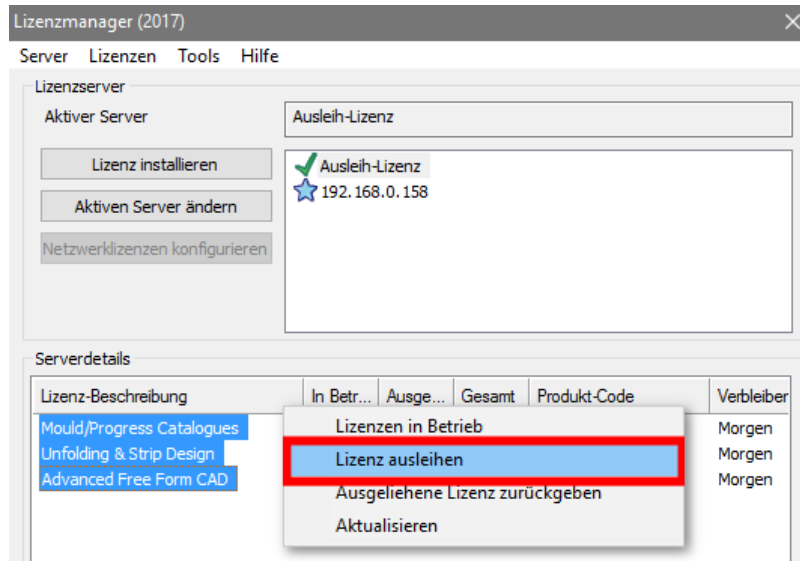 Lizenzmanager (2017)
Server Lizenzen Tools Hilfe
Lizenzserver
Aktiver Server Ausleih-Lizenz
Lizenz installieren
Aktiven Server ändern
Netzwerklizenzen konfigurieren
Ausleih-Lizenz
192.168.0.158
Serverdetails
Lizenz-Beschreibung In Betr... Ausge... Gesamt Produkt-Code Verbleiber
Mould/Progress Catalogues Morgen
Unfolding & Strip Design Morgen
Advanced Free Form CAD Morgen
Lizenzen in Betrieb
Lizenz ausleihen
Ausgeliehene Lizenz zurückgeben
Aktualisieren